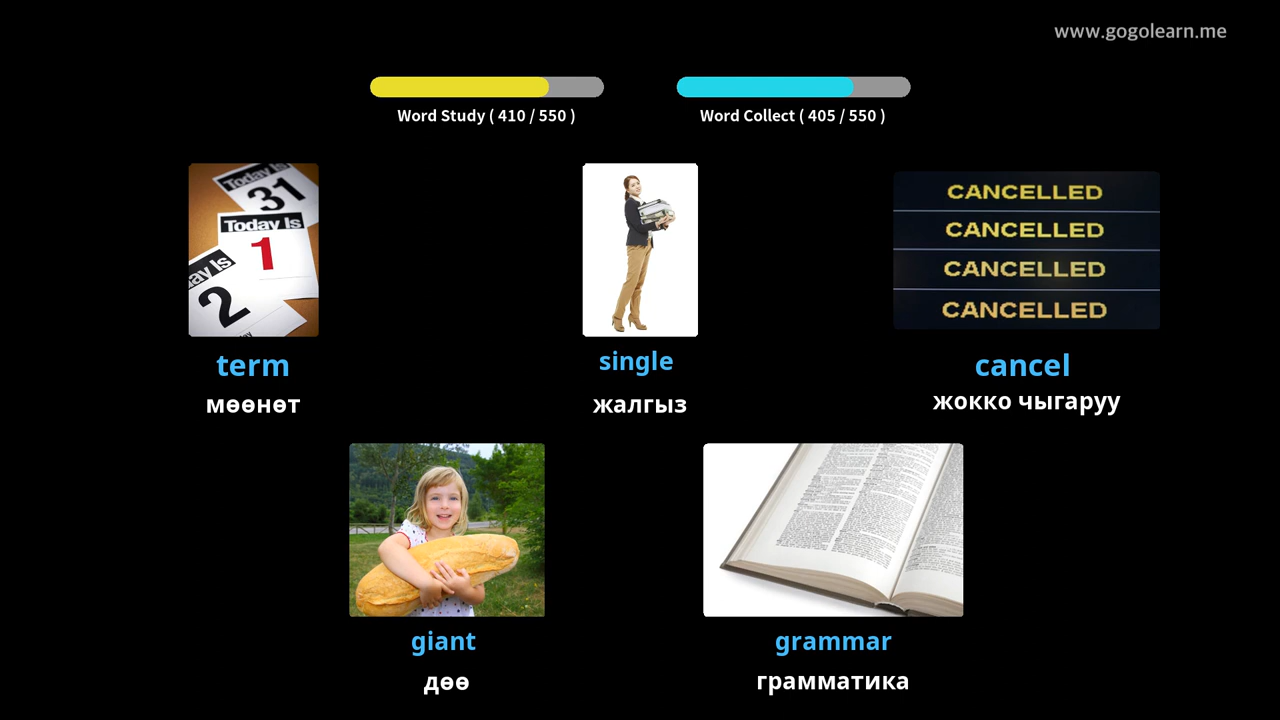 www.gogolearn.me
Word Study ( 410 / 550 )
Word Collect ( 405 / 550 )
Today Is
31
Today Is
1
ay Is
2
CANCELLED
CANCELLED
CANCELLED
CANCELLED
term
single
cancel
мөөнөт
жалгыз
жокко чыгаруу
giant
grammar
дөө
грамматика